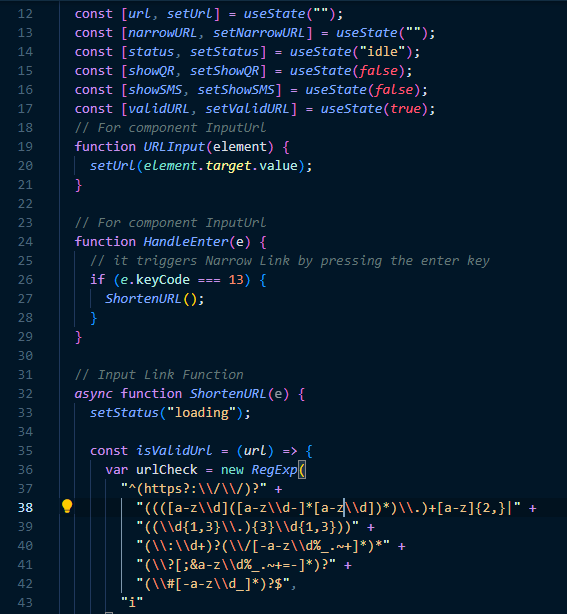 12 const [url, setUrl] = useState("");
13 const [narrowURL, setNarrowURL] = useState("");
14 const [status, setStatus] = useState("idle");
15 const [showQR, setShowQR] = useState(false);
16 const [showSMS, setShowSMS] = useState(false);
17 const [validURL, setValidURL] = useState(true);
18 // For component InputUrl
19 function URLInput(element) {
20 setUrl(element.target.value);
21 }
22
23 // For component InputUrl
24 function HandleEnter(e) {
25 // it triggers Narrow Link by pressing the enter key
26 if (e.keyCode === 13) {
27 ShortenURL();
28 }
29 }
30
31 // Input Link Function
32 async function ShortenURL(e) {
33 setStatus("loading");
34
35 const isValidUrl = (url) => {
36 var urlCheck = new RegExp(
37 "^(https?:\\/\\/)?" +
38 "((([a-z\\d]([a-z\\d-]*[a-z\\d])*)\\.)+[a-z]{2,}|" +
39 "((\\d{1,3}\\.){3}\\d{1,3}))" +
40 "(\\:\\d+)?(\\/[-a-z\\d%_.~+]*)*" +
41 "(\\?[;&a-z\\d%_.~+=-]*)?" +
42 "(\\#[-a-z\\d_]*)?$",
43 "i"